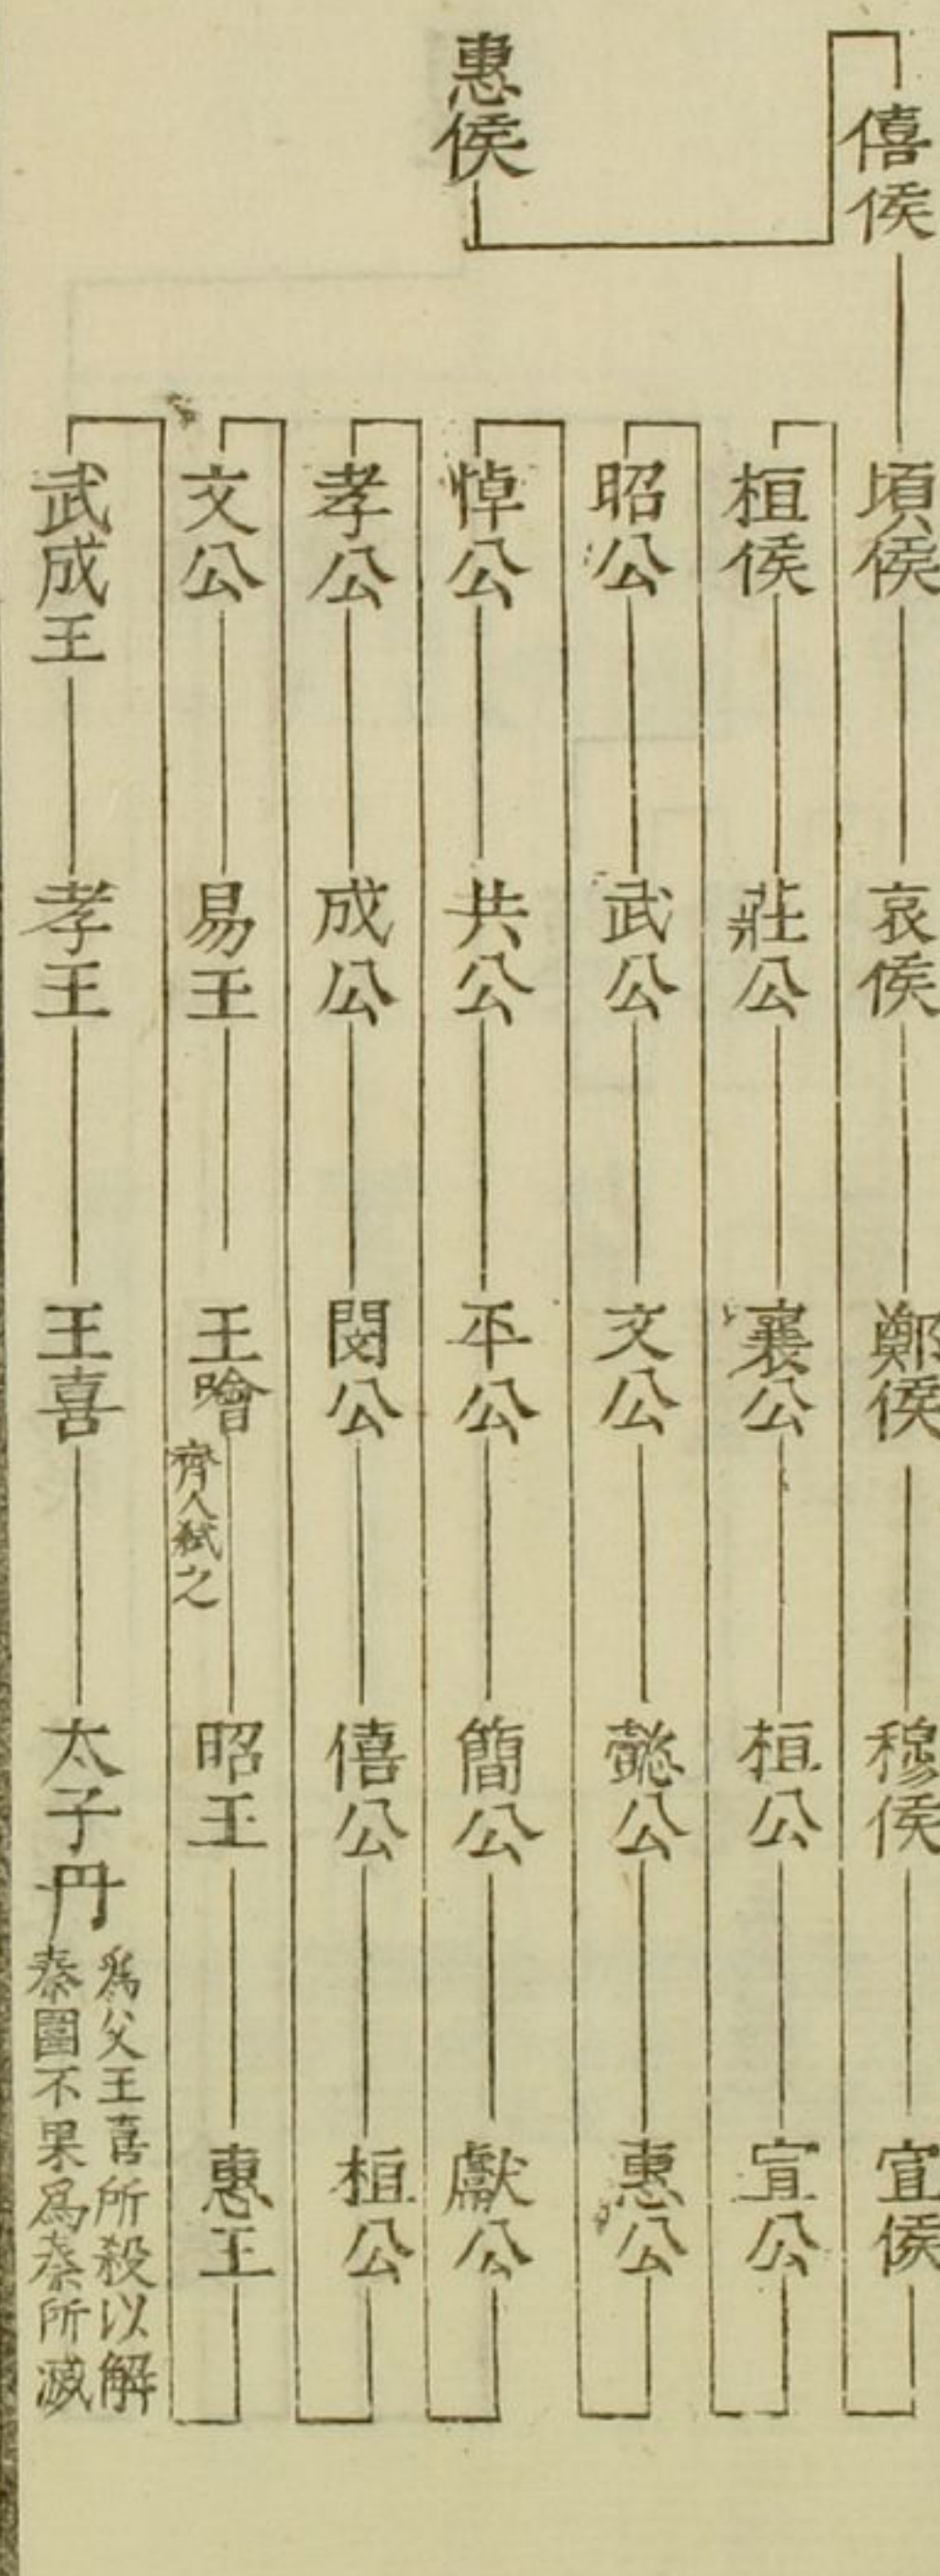 惠侯
僖侯
頃侯
哀侯
鄭侯
穆侯
宣侯
桓侯
莊公
襄公
桓公
宣公
昭公
武公
文公
懿公
惠公
悼公
共公
平公
簡公
獻公
孝公
成公
閔公
僖公
桓公
文公
易王
王噲
齊人弑之
昭王
惠王
武成王
孝王
王喜
太子丹
爲父王喜所殺以解
秦圍不果爲秦所滅